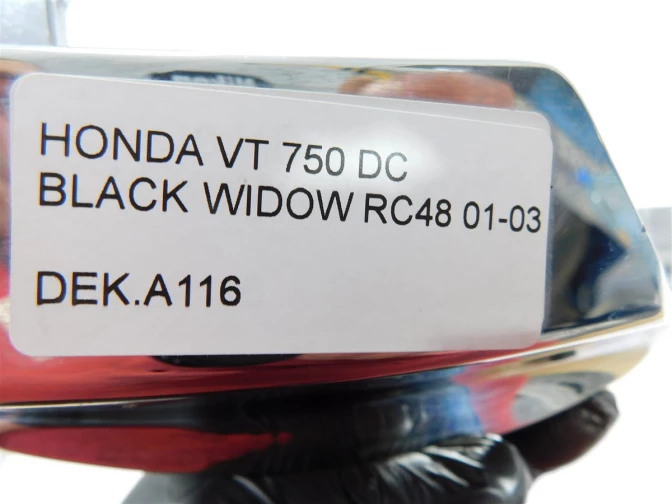 HONDA VT 750 DC
BLACK WIDOW RC48 01-03
DEK.A116